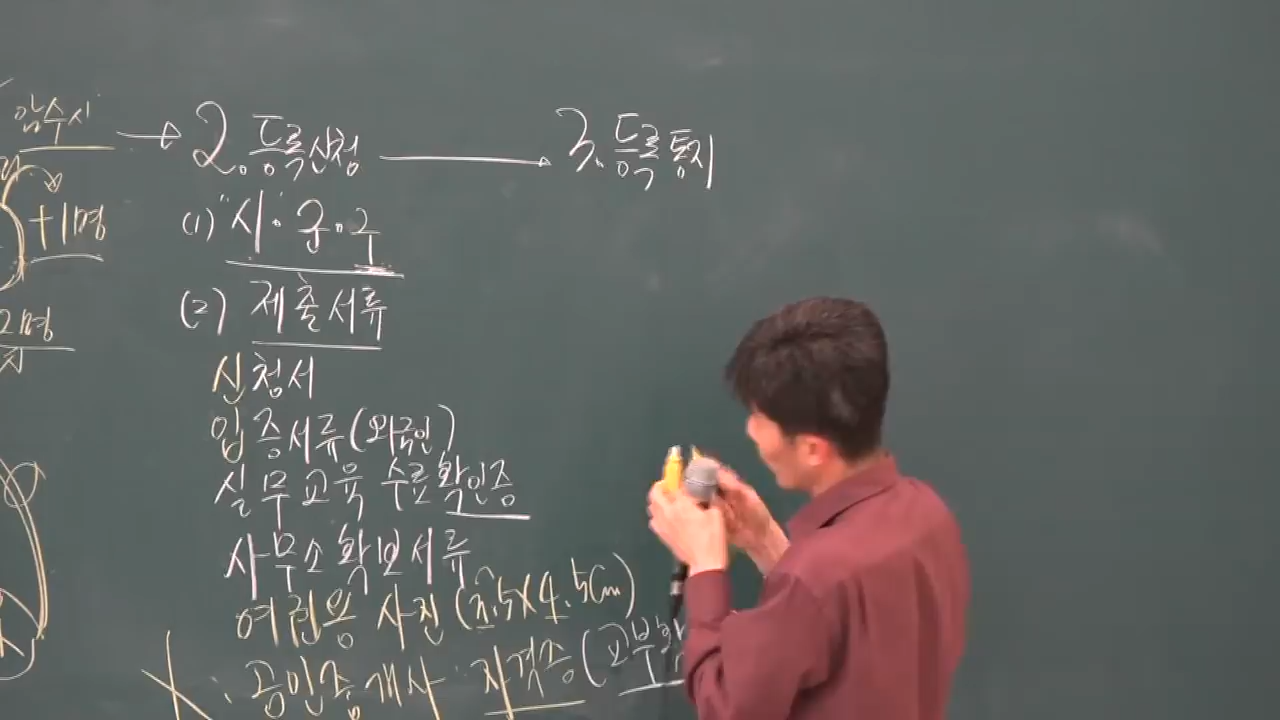 암수시 → 2. 등록신청 → 3. 등록통지
+1명
(1) "시·군·구
2명
(2) 제출서류
신청서
입증서류(외국인)
실무교육 수료확인증
사무소확보서류
여권용 사진 (3.5X4.5Cm)
X : 공인중개사 자격증(교부